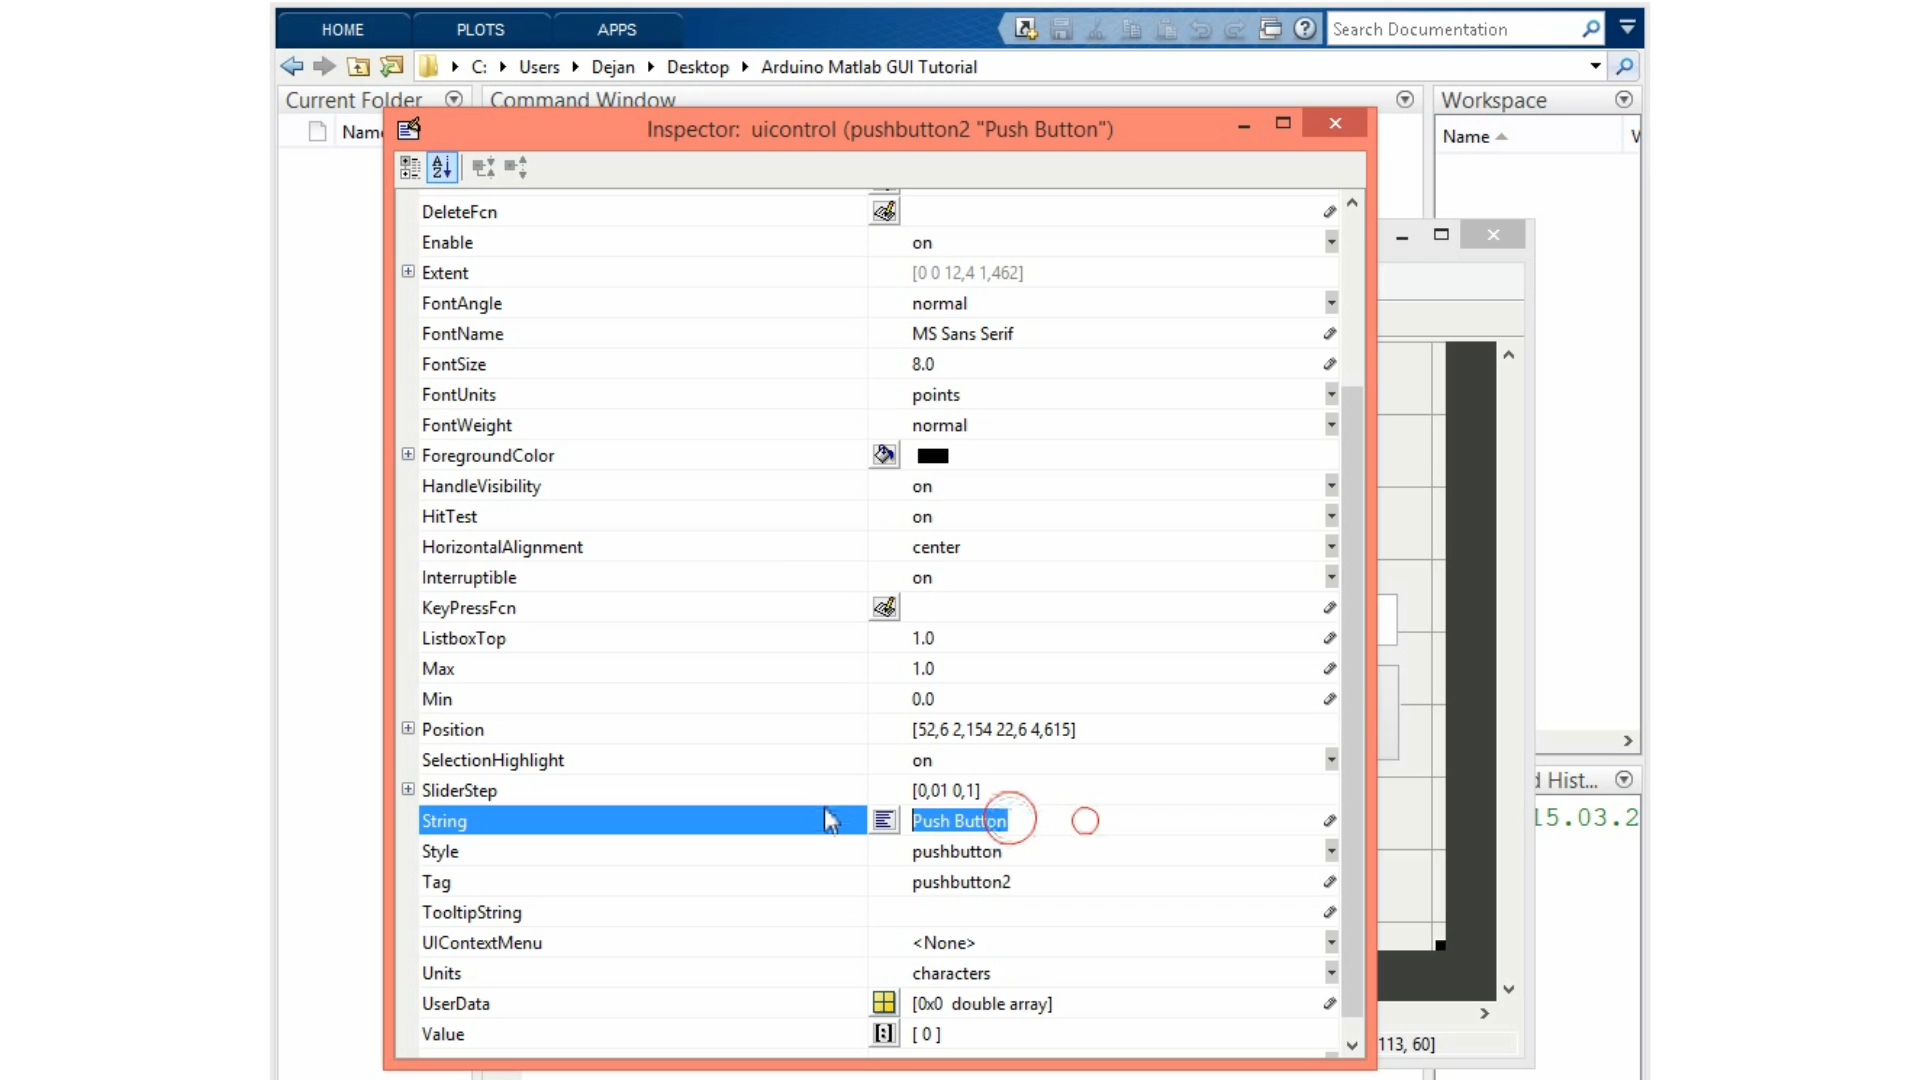 HOME PLOTS APPS Search Documentation
C: Users Dejan Desktop Arduino Matlab GUI Tutorial
Current Folder Command Window Workspace
Name
Name
Inspector: uicontrol (pushbutton2 "Push Button")
DeleteFcn
Enable on
Extent [0 0 12,4 1,462]
FontAngle normal
FontName MS Sans Serif
FontSize 8.0
FontUnits points
FontWeight normal
ForegroundColor
HandleVisibility on
HitTest on
HorizontalAlignment center
Interruptible on
KeyPressFcn
ListboxTop 1.0
Max 1.0
Min 0.0
Position [52,6 2,154 22,6 4,615]
SelectionHighlight on
SliderStep [0,01 0,1]
String Push Button
Style pushbutton
Tag pushbutton2
TooltipString
UIContextMenu <None>
Units characters
UserData [0x0 double array]
Value [ 0 ]
d Hist...
15.03.2
113, 60]